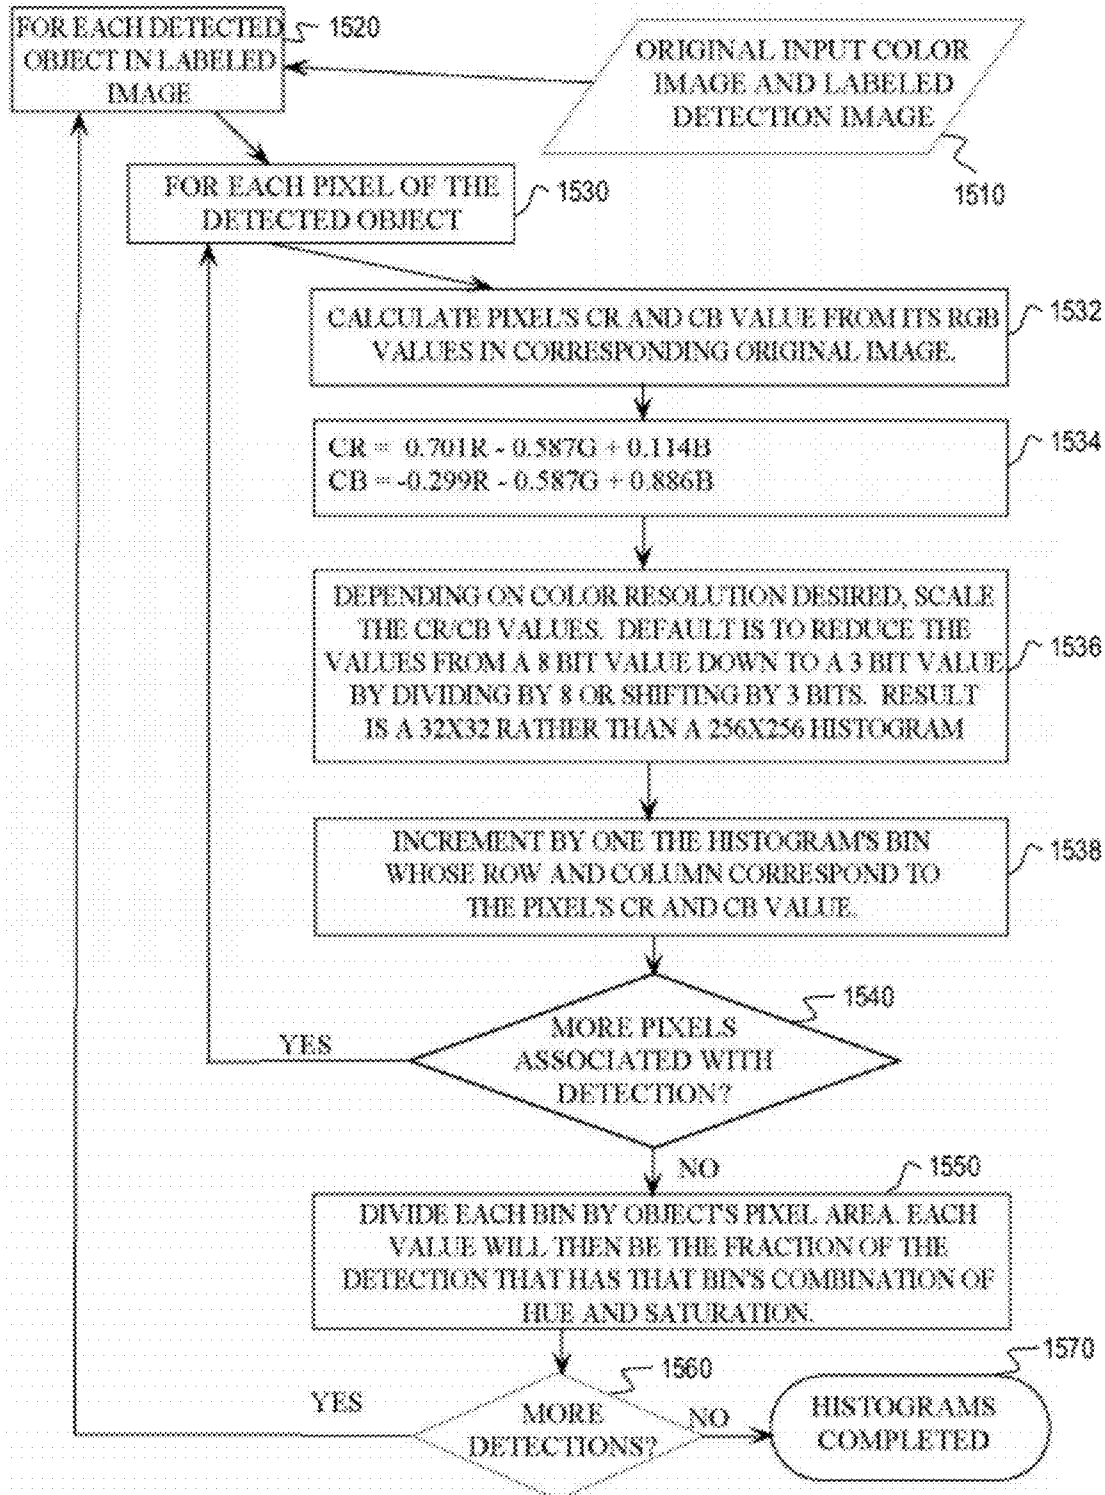 FOR EACH DETECTED
OBJECT IN LABELED
IMAGE
1520
ORIGINAL INPUT COLOR
IMAGE AND LABELED
DETECTION IMAGE
1510
FOR EACH PIXEL OF THE
DETECTED OBJECT
1530
CALCULATE PIXEL'S CR AND CB VALUE FROM ITS RGB
VALUES IN CORRESPONDING ORIGINAL IMAGE.
1532
CR = 0.701R - 0.587G + 0.114B
CB = -0.299R - 0.587G + 0.886B
1534
DEPENDING ON COLOR RESOLUTION DESIRED, SCALE
THE CR/CB VALUES. DEFAULT IS TO REDUCE THE
VALUES FROM A 8 BIT VALUE DOWN TO A 3 BIT VALUE
BY DIVIDING BY 8 OR SHIFTING BY 3 BITS. RESULT
IS A 32X32 RATHER THAN A 256X256 HISTOGRAM
1536
INCREMENT BY ONE THE HISTOGRAM'S BIN
WHOSE ROW AND COLUMN CORRESPOND TO
THE PIXEL'S CR AND CB VALUE.
1538
MORE PIXELS
ASSOCIATED WITH
DETECTION?
1540
YES
NO
DIVIDE EACH BIN BY OBJECT'S PIXEL AREA. EACH
VALUE WILL THEN BE THE FRACTION OF THE
DETECTION THAT HAS THAT BIN'S COMBINATION OF
HUE AND SATURATION.
1550
MORE
DETECTIONS?
1560
YES
NO
HISTOGRAMS
COMPLETED
1570